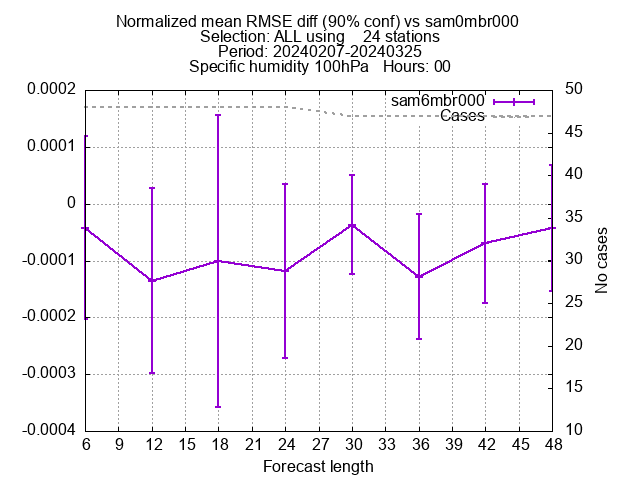 Normalized mean RMSE diff (90% conf) vs sam0mbr000
Selection: ALL using    24 stations
Period: 20240207-20240325
Specific humidity 100hPa   Hours: 00
sam6mbr000
Cases
0.0002
0.0001
0
-0.0001
-0.0002
-0.0003
-0.0004
50
45
40
35
30
25
20
15
10
No cases
6 9 12 15 18 21 24 27 30 33 36 39 42 45 48
Forecast length